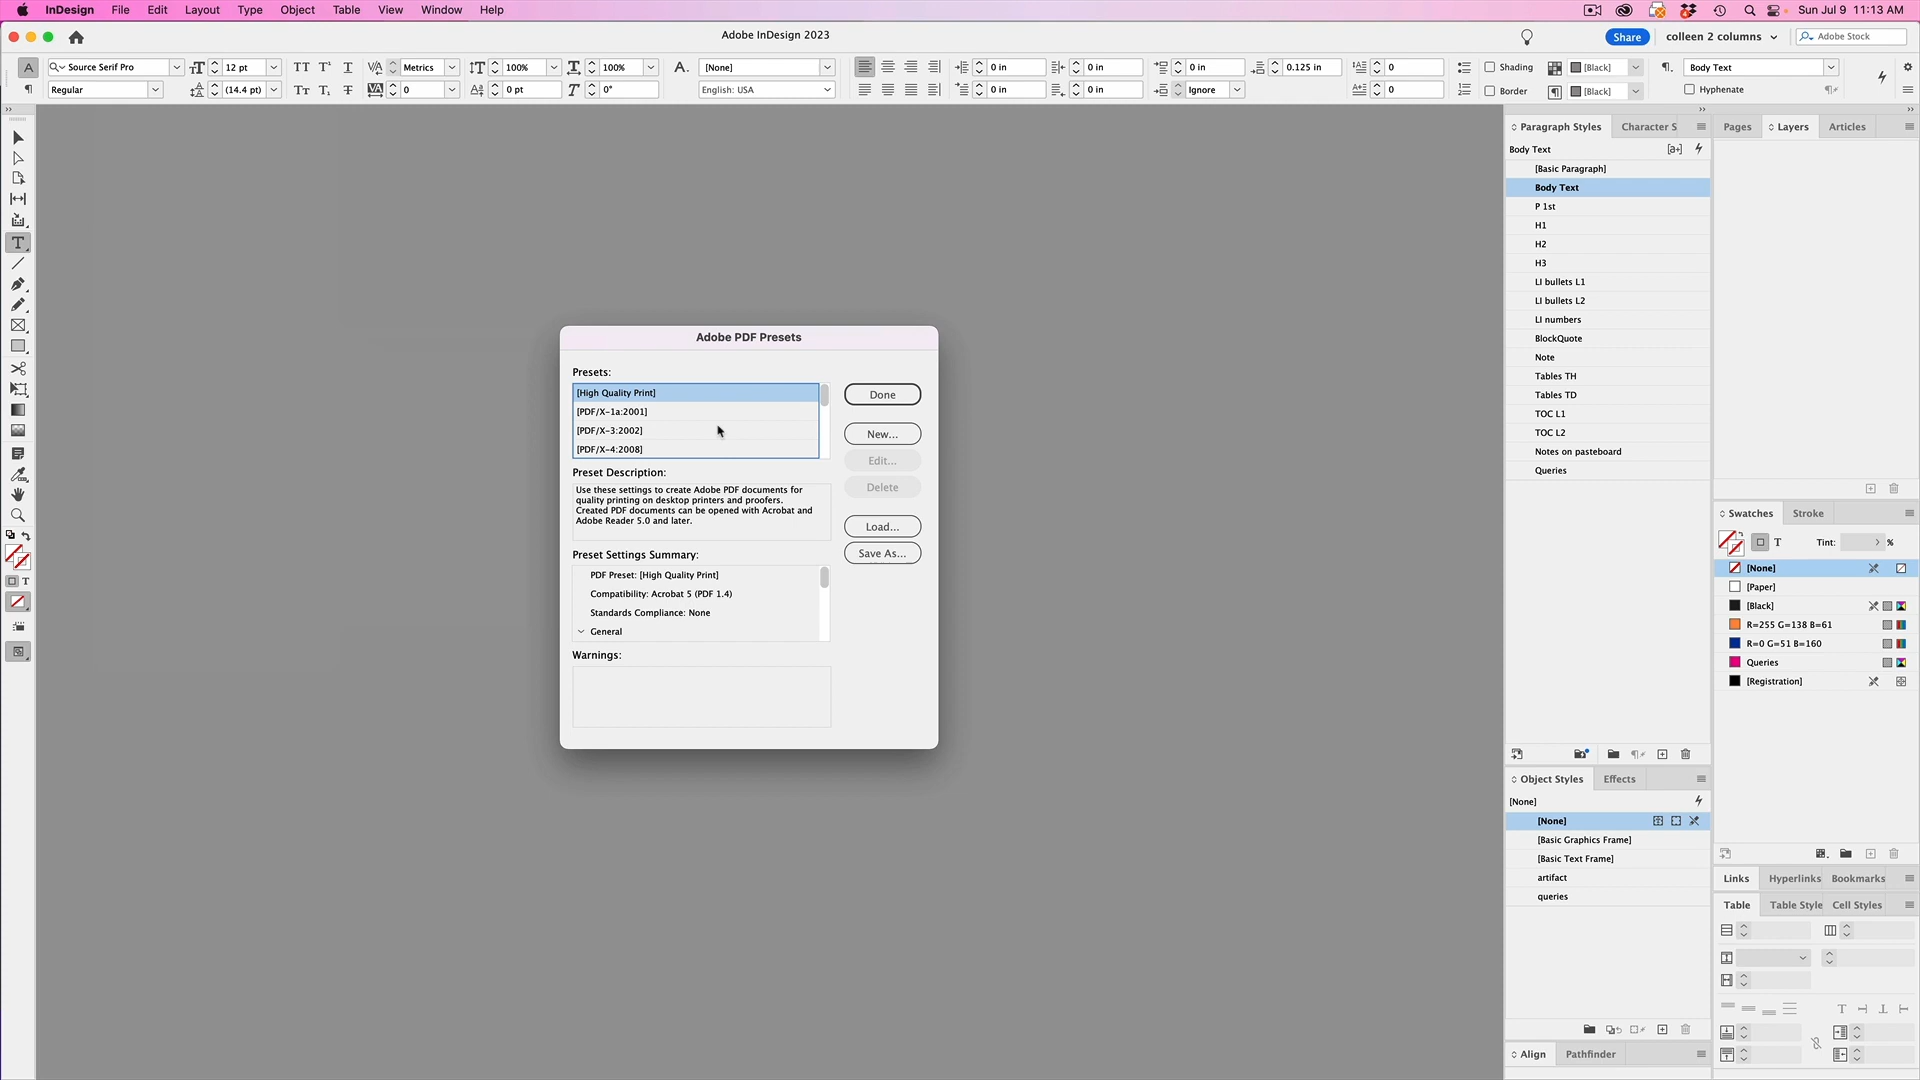 InDesign File Edit Layout Type Object Table View Window Help Sun Jul 9 11:13 AM
Adobe InDesign 2023 Share colleen 2 columns Adobe Stock
A Source Serif Pro 12 pt Metrics 100% 100% [None] 0 in 0 in 0 in 0.125 in 0 Shading [Black] Body Text
Regular (14.4 pt) 0 0 pt 0° English: USA 0 in 0 in Ignore 0 Border [Black] Hyphenate
Paragraph Styles Character S
Body Text
[Basic Paragraph]
Body Text
P 1st
H1
H2
H3
LI bullets L1
LI bullets L2
LI numbers
BlockQuote
Note
Tables TH
Tables TD
TOC L1
TOC L2
Notes on pasteboard
Queries
Pages Layers Articles
Adobe PDF Presets
Presets:
[High Quality Print]
[PDF/X-1a:2001]
[PDF/X-3:2002]
[PDF/X-4:2008]
Done
New...
Edit...
Delete
Load...
Save As...
Preset Description:
Use these settings to create Adobe PDF documents for
quality printing on desktop printers and proofers.
Created PDF documents can be opened with Acrobat and
Adobe Reader 5.0 and later.
Preset Settings Summary:
PDF Preset: [High Quality Print]
Compatibility: Acrobat 5 (PDF 1.4)
Standards Compliance: None
General
Warnings:
Swatches Stroke
T Tint: %
[None]
[Paper]
[Black]
R=255 G=138 B=61
R=0 G=51 B=160
Queries
[Registration]
Object Styles Effects
[None]
[None]
[Basic Graphics Frame]
[Basic Text Frame]
artifact
queries
Links Hyperlinks Bookmarks
Table Table Style Cell Styles
Align Pathfinder